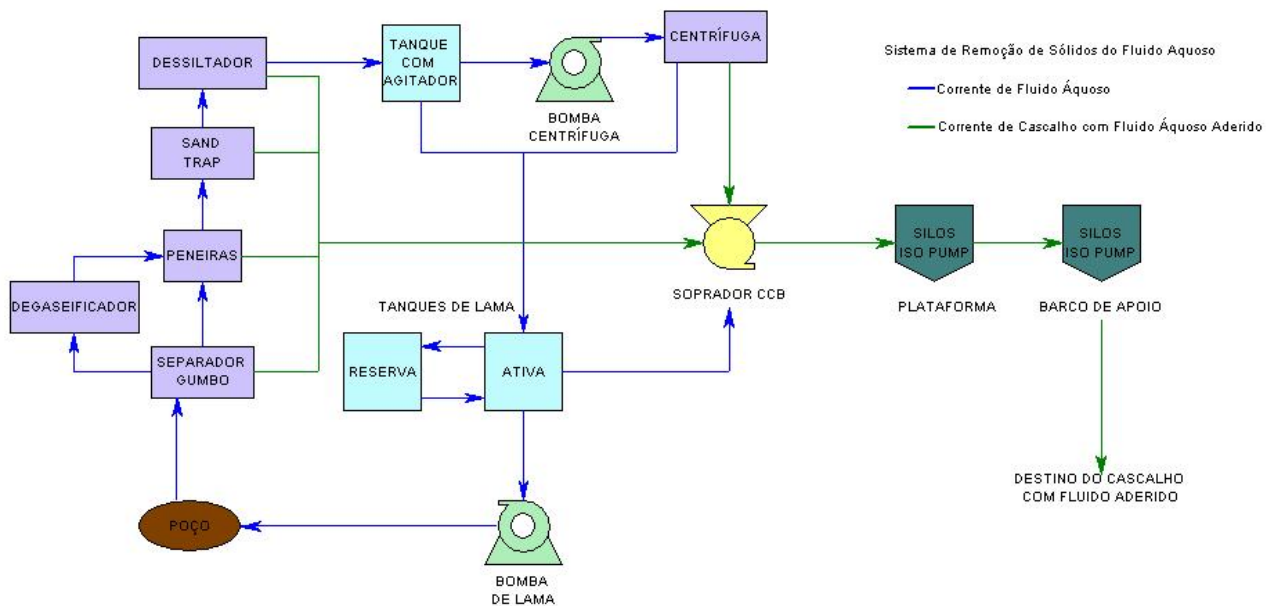 DESSILTADOR
TANQUE
COM
AGITADOR
CENTRÍFUGA
BOMBA
CENTRÍFUGA
Sistema de Remoção de Sólidos do Fluido Aquoso
Corrente de Fluido Áquoso
Corrente de Cascalho com Fluido Áquoso Aderido
SAND
TRAP
PENEIRAS
DEGASEIFICADOR
SEPARADOR
GUMBO
TANQUES DE LAMA
RESERVA
ATIVA
SOPRADOR CCB
SILOS
ISO PUMP
PLATAFORMA
SILOS
ISO PUMP
BARCO DE APOIO
DESTINO DO CASCALHO
COM FLUIDO ADERIDO
POÇO
BOMBA
DE LAMA